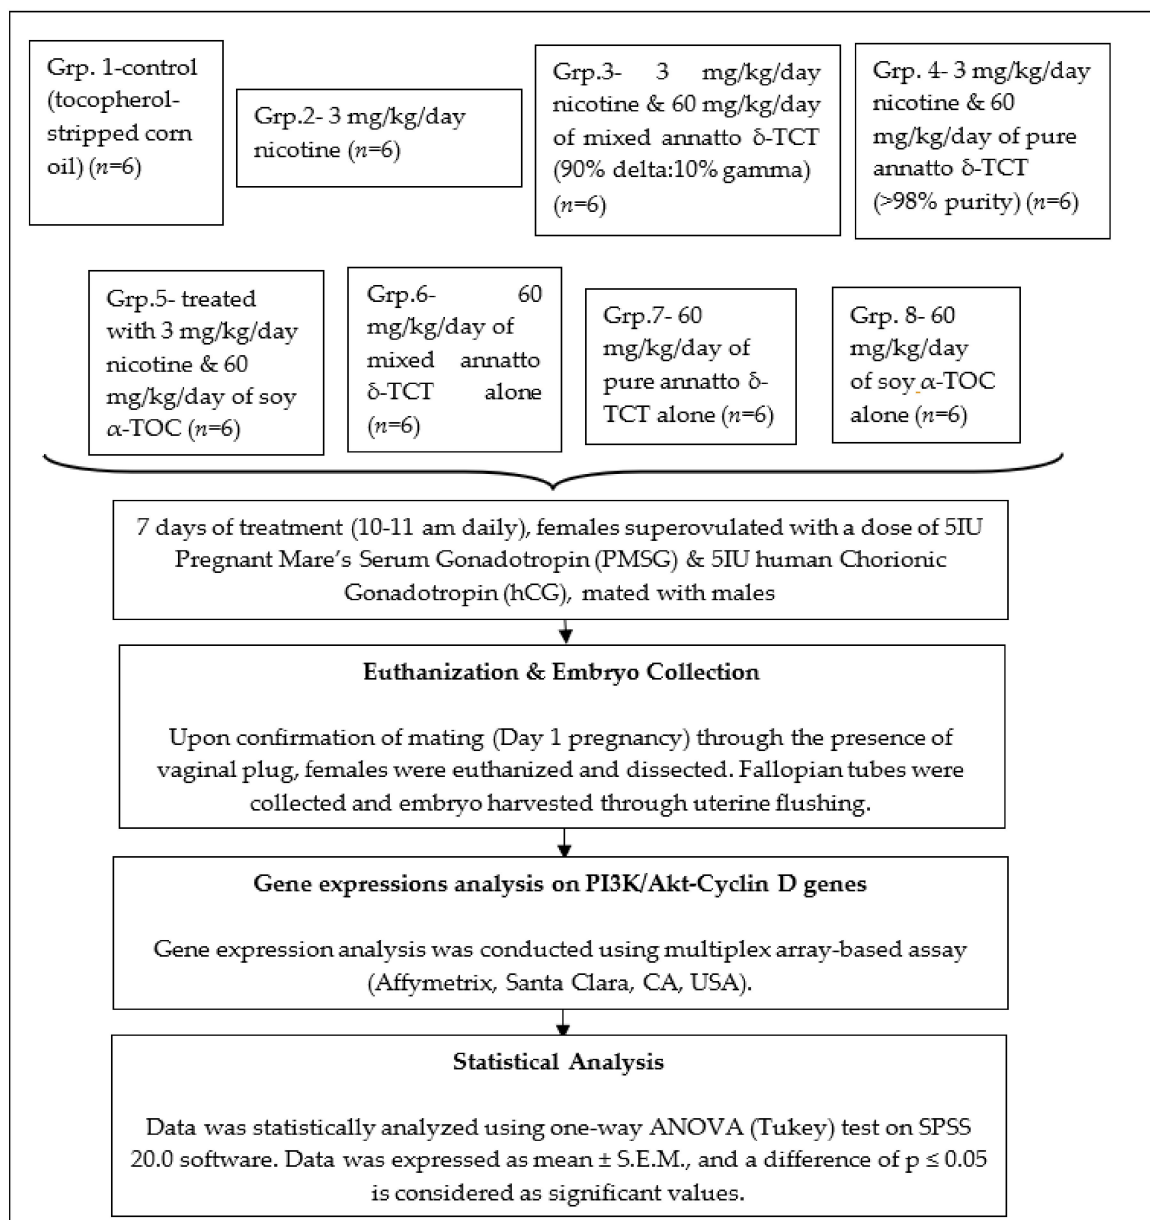 Grp. 1-control
(tocopherol-
stripped corn
oil) (n=6)
Grp.2- 3 mg/kg/day
nicotine (n=6)
Grp.3- 3 mg/kg/day
nicotine & 60 mg/kg/day
of mixed annatto δ-TCT
(90% delta:10% gamma)
(n=6)
Grp. 4- 3 mg/kg/day
nicotine & 60
mg/kg/day of pure
annatto δ-TCT
(>98% purity) (n=6)
Grp.5- treated
with 3 mg/kg/day
nicotine & 60
mg/kg/day of soy
α-TOC (n=6)
Grp.6- 60
mg/kg/day of
mixed annatto
δ-TCT alone
(n=6)
Grp.7- 60
mg/kg/day of
pure annatto δ-
TCT alone (n=6)
Grp. 8- 60
mg/kg/day
of soy α-TOC
alone (n=6)
7 days of treatment (10-11 am daily), females superovulated with a dose of 5IU
Pregnant Mare’s Serum Gonadotropin (PMSG) & 5IU human Chorionic
Gonadotropin (hCG), mated with males
Euthanization & Embryo Collection
Upon confirmation of mating (Day 1 pregnancy) through the presence of
vaginal plug, females were euthanized and dissected. Fallopian tubes were
collected and embryo harvested through uterine flushing.
Gene expressions analysis on PI3K/Akt-Cyclin D genes
Gene expression analysis was conducted using multiplex array-based assay
(Affymetrix, Santa Clara, CA, USA).
Statistical Analysis
Data was statistically analyzed using one-way ANOVA (Tukey) test on SPSS
20.0 software. Data was expressed as mean ± S.E.M., and a difference of p ≤ 0.05
is considered as significant values.